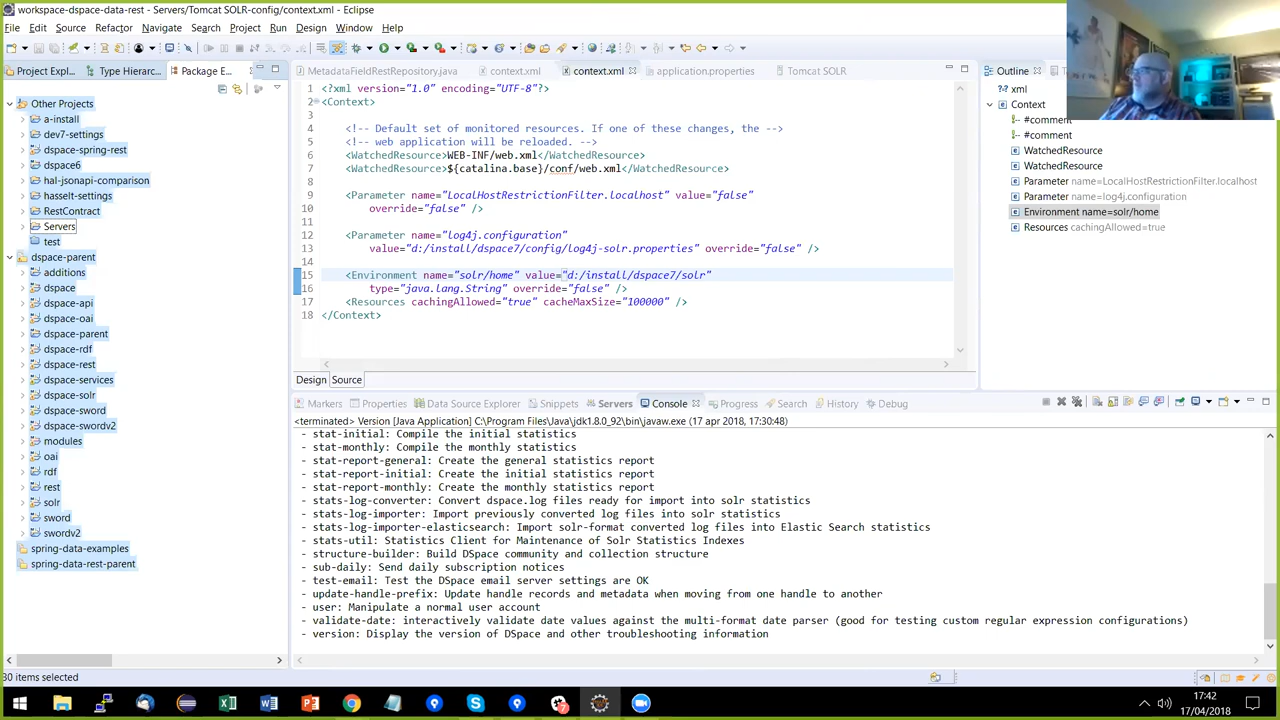 workspace-dspace-data-rest - Servers/Tomcat SOLR-config/context.xml - Eclipse
File Edit Source Refactor Navigate Search Project Run Design Window Help
Project Expl... Type Hierarc... Package E...
Other Projects
a-install
dev7-settings
dspace-spring-rest
dspace6
hal-jsonapi-comparison
hasselt-settings
RestContract
Servers
test
dspace-parent
additions
dspace
dspace-api
dspace-oai
dspace-parent
dspace-rdf
dspace-rest
dspace-services
dspace-solr
dspace-sword
dspace-swordv2
modules
oai
rdf
rest
solr
sword
swordv2
spring-data-examples
spring-data-rest-parent
MetadataFieldRestRepository.java context.xml context.xml application.properties Tomcat SOLR
1 <?xml version="1.0" encoding="UTF-8"?>
2 <Context>
3
4 <!-- Default set of monitored resources. If one of these changes, the -->
5 <!-- web application will be reloaded. -->
6 <WatchedResource>WEB-INF/web.xml</WatchedResource>
7 <WatchedResource>${catalina.base}/conf/web.xml</WatchedResource>
8
9 <Parameter name="LocalHostRestrictionFilter.localhost" value="false"
10 override="false" />
11
12 <Parameter name="log4j.configuration"
13 value="d:/install/dspace7/config/log4j-solr.properties" override="false" />
14
15 <Environment name="solr/home" value="d:/install/dspace7/solr"
16 type="java.lang.String" override="false" />
17 <Resources cachingAllowed="true" cacheMaxSize="100000" />
18 </Context>
Design Source
Outline
xml
Context
#comment
#comment
WatchedResource
WatchedResource
Parameter name=LocalHostRestrictionFilter.localhost
Parameter name=log4j.configuration
Environment name=solr/home
Resources cachingAllowed=true
Markers Properties Data Source Explorer Snippets Servers Console Progress Search History Debug
<terminated> Version [Java Application] C:\Program Files\Java\jdk1.8.0_92\bin\javaw.exe (17 apr 2018, 17:30:48)
- stat-initial: Compile the initial statistics
- stat-monthly: Compile the monthly statistics
- stat-report-general: Create the general statistics report
- stat-report-initial: Create the initial statistics report
- stat-report-monthly: Create the monthly statistics report
- stats-log-converter: Convert dspace.log files ready for import into solr statistics
- stats-log-importer: Import previously converted log files into solr statistics
- stats-log-importer-elasticsearch: Import solr-format converted log files into Elastic Search statistics
- stats-util: Statistics Client for Maintenance of Solr Statistics Indexes
- structure-builder: Build DSpace community and collection structure
- sub-daily: Send daily subscription notices
- test-email: Test the DSpace email server settings are OK
- update-handle-prefix: Update handle records and metadata when moving from one handle to another
- user: Manipulate a normal user account
- validate-date: interactively validate date values against the multi-format date parser (good for testing custom regular expression configurations)
- version: Display the version of DSpace and other troubleshooting information
30 items selected
17:42
17/04/2018